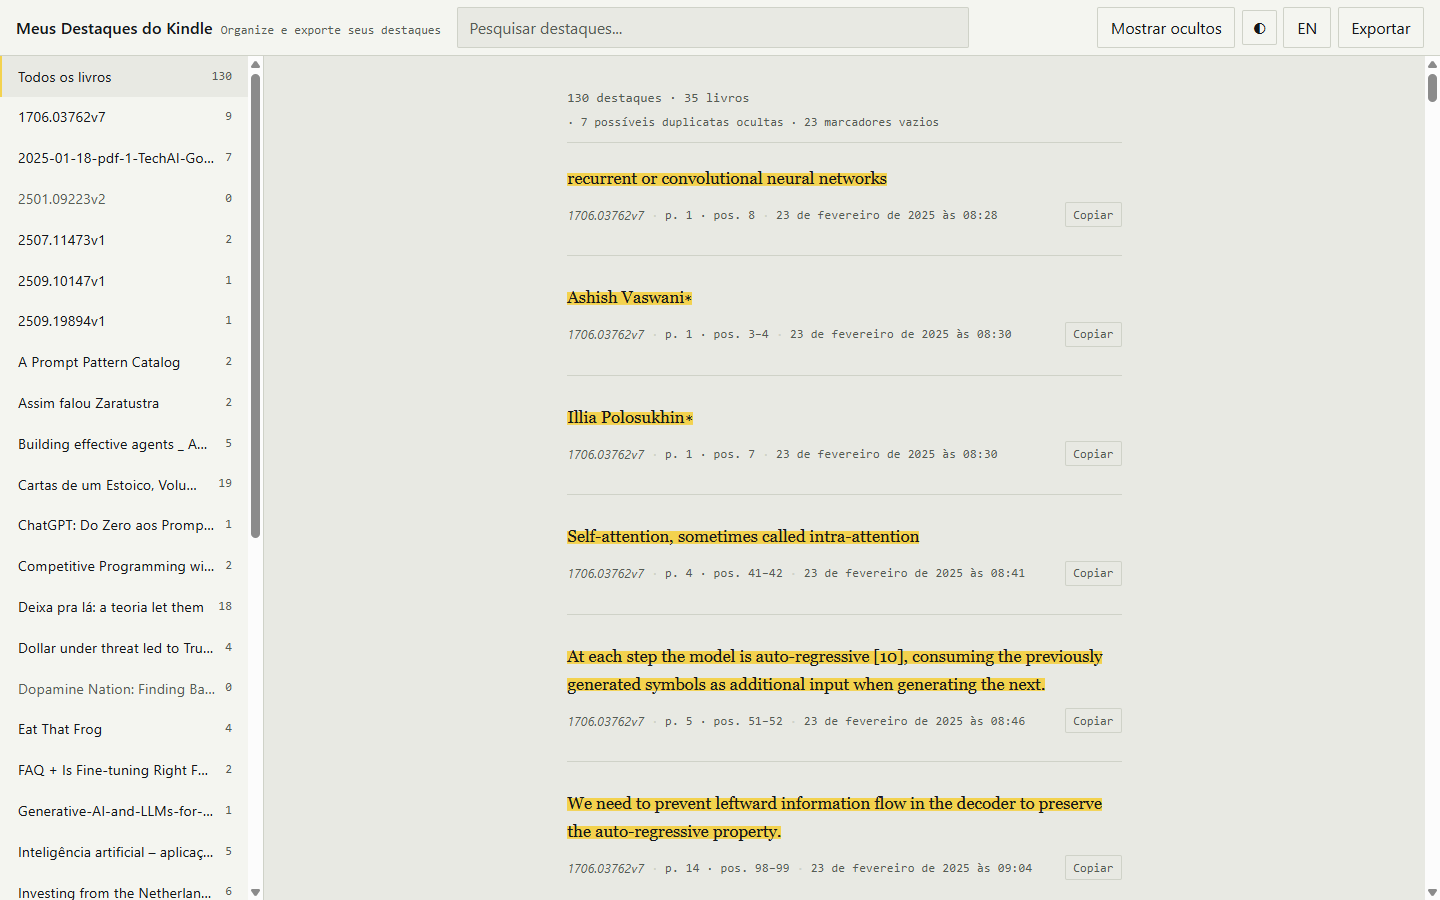 Meus Destaques do Kindle
Organize e exporte seus destaques
Pesquisar destaques...
Mostrar ocultos
EN
Exportar
Todos os livros 130
1706.03762v7 9
2025-01-18-pdf-1-TechAI-Go... 7
2501.09223v2 0
2507.11473v1 2
2509.10147v1 1
2509.19894v1 1
A Prompt Pattern Catalog 2
Assim falou Zaratustra 2
Building effective agents _ A... 5
Cartas de um Estoico, Volu... 19
ChatGPT: Do Zero aos Promp... 1
Competitive Programming wi... 2
Deixa pra lá: a teoria let them 18
Dollar under threat led to Tru... 4
Dopamine Nation: Finding Ba... 0
Eat That Frog 4
FAQ + Is Fine-tuning Right F... 2
Generative-AI-and-LLMs-for-... 1
Inteligência artificial – aplicaç... 5
Investing from the Netherlan... 6
130 destaques · 35 livros
· 7 possíveis duplicatas ocultas · 23 marcadores vazios
recurrent or convolutional neural networks
1706.03762v7 · p. 1 · pos. 8 · 23 de fevereiro de 2025 às 08:28 Copiar
Ashish Vaswani*
1706.03762v7 · p. 1 · pos. 3–4 · 23 de fevereiro de 2025 às 08:30 Copiar
Illia Polosukhin*
1706.03762v7 · p. 1 · pos. 7 · 23 de fevereiro de 2025 às 08:30 Copiar
Self-attention, sometimes called intra-attention
1706.03762v7 · p. 4 · pos. 41–42 · 23 de fevereiro de 2025 às 08:41 Copiar
At each step the model is auto-regressive [10], consuming the previously
generated symbols as additional input when generating the next.
1706.03762v7 · p. 5 · pos. 51–52 · 23 de fevereiro de 2025 às 08:46 Copiar
We need to prevent leftward information flow in the decoder to preserve
the auto-regressive property.
1706.03762v7 · p. 14 · pos. 98–99 · 23 de fevereiro de 2025 às 09:04 Copiar